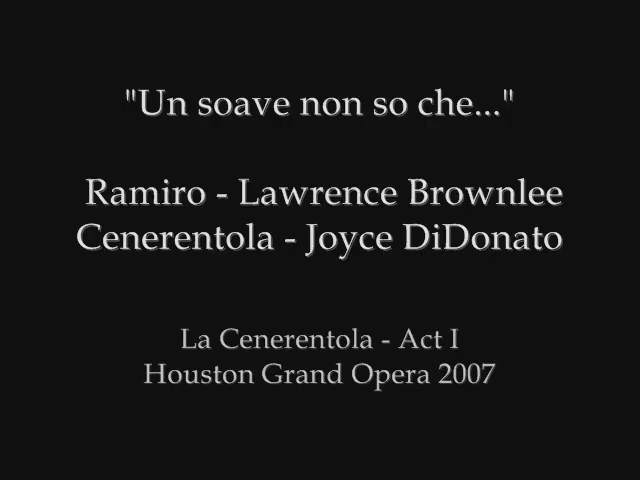 "Un soave non so che..."
Ramiro - Lawrence Brownlee
Cenerentola - Joyce DiDonato
La Cenerentola - Act I
Houston Grand Opera 2007